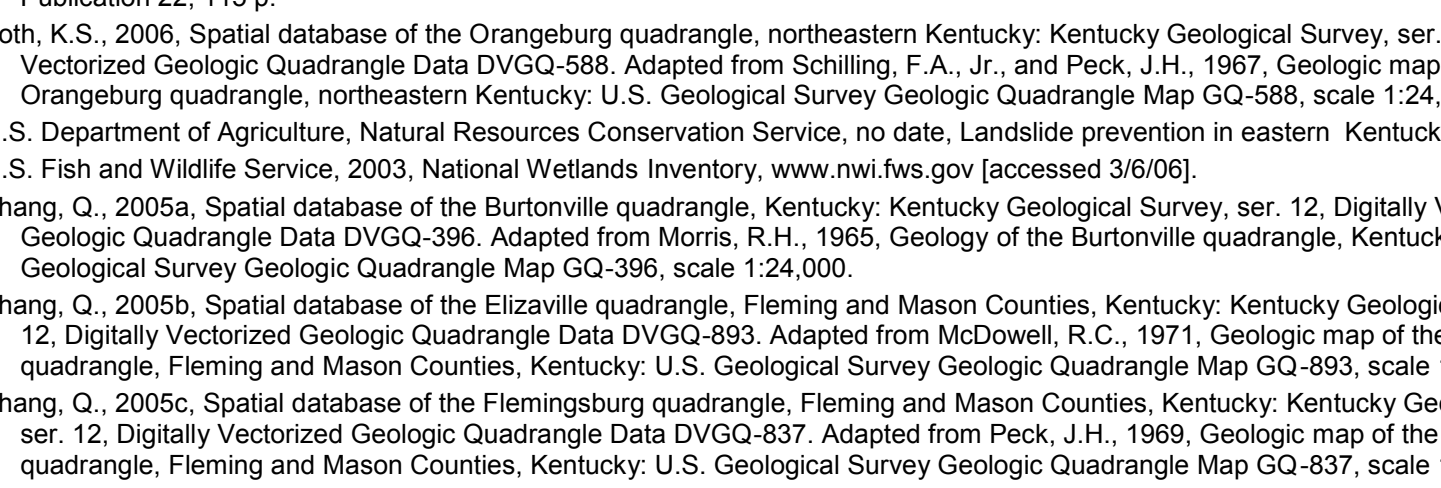 Publication 22, 115 p.
oth, K.S., 2006, Spatial database of the Orangeburg quadrangle, northeastern Kentucky: Kentucky Geological Survey, ser.
Vectorized Geologic Quadrangle Data DVGQ-588. Adapted from Schilling, F.A., Jr., and Peck, J.H., 1967, Geologic map
Orangeburg quadrangle, northeastern Kentucky: U.S. Geological Survey Geologic Quadrangle Map GQ-588, scale 1:24,
.S. Department of Agriculture, Natural Resources Conservation Service, no date, Landslide prevention in eastern Kentuck
.S. Fish and Wildlife Service, 2003, National Wetlands Inventory, www.nwi.fws.gov [accessed 3/6/06].
hang, Q., 2005a, Spatial database of the Burtonville quadrangle, Kentucky: Kentucky Geological Survey, ser. 12, Digitally V
Geologic Quadrangle Data DVGQ-396. Adapted from Morris, R.H., 1965, Geology of the Burtonville quadrangle, Kentuck
Geological Survey Geologic Quadrangle Map GQ-396, scale 1:24,000.
hang, Q., 2005b, Spatial database of the Elizaville quadrangle, Fleming and Mason Counties, Kentucky: Kentucky Geologic
12, Digitally Vectorized Geologic Quadrangle Data DVGQ-893. Adapted from McDowell, R.C., 1971, Geologic map of the
quadrangle, Fleming and Mason Counties, Kentucky: U.S. Geological Survey Geologic Quadrangle Map GQ-893, scale
hang, Q., 2005c, Spatial database of the Flemingsburg quadrangle, Fleming and Mason Counties, Kentucky: Kentucky Geo
ser. 12, Digitally Vectorized Geologic Quadrangle Data DVGQ-837. Adapted from Peck, J.H., 1969, Geologic map of the
quadrangle, Fleming and Mason Counties, Kentucky: U.S. Geological Survey Geologic Quadrangle Map GQ-837, scale